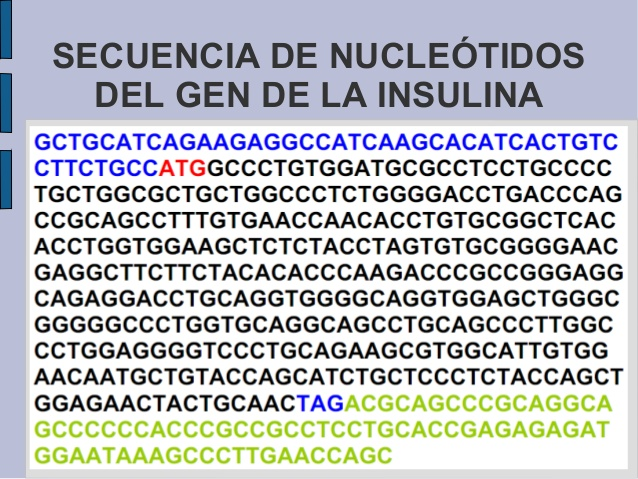 SECUENCIA DE NUCLEÓTIDOS
DEL GEN DE LA INSULINA
GCTGCATCAGAAGAGGCCATCAAGCACATCACTGTC
CTTCTGCCATGGCCCTGTGGATGCGCCTCCTGCCCC
TGCTGGCGCTGCTGGCCCTCTGGGGACCTGACCCAG
CCGCAGCCTTTGTGAACCAACACCTGTGCGGCTCAC
ACCTGGTGGAAGCTCTCTACCTAGTGTGCGGGGAAC
GAGGCTTCTTCTACACACCCAAGACCCGCCGGGAGG
CAGAGGACCTGCAGGTGGGGCAGGTGGAGCTGGGC
GGGGGCCCTGGTGCAGGCAGCCTGCAGCCCTTGGC
CCTGGAGGGGTCCCTGCAGAAGCGTGGCATTGTGG
AACAATGCTGTACCAGCATCTGCTCCCTCTACCAGCT
GGAGAACTACTGCAACTAGACGCAGCCCGCAGGCA
GCCCCCCACCCGCCGCCTCCTGCACCGAGAGAGAT
GGAATAAAGCCCTTGAACCAGC